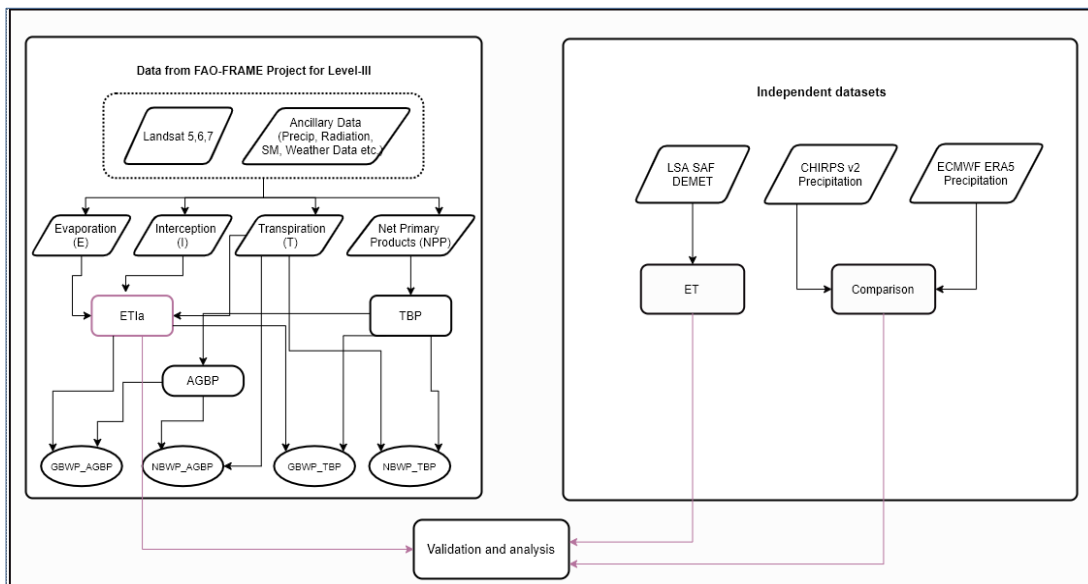 Data from FAO-FRAME Project for Level-III
Landsat 5,6,7
Ancillary Data
(Precip, Radiation,
SM, Weather Data etc.)
Evaporation
(E)
Interception
(I)
Transpiration
(T)
Net Primary
Products (NPP)
ETIa
TBP
AGBP
GBWP_AGBP
NBWP_AGBP
GBWP_TBP
NBWP_TBP
Independent datasets
LSA SAF
DEMET
CHIRPS v2
Precipitation
ECMWF ERA5
Precipitation
ET
Comparison
Validation and analysis